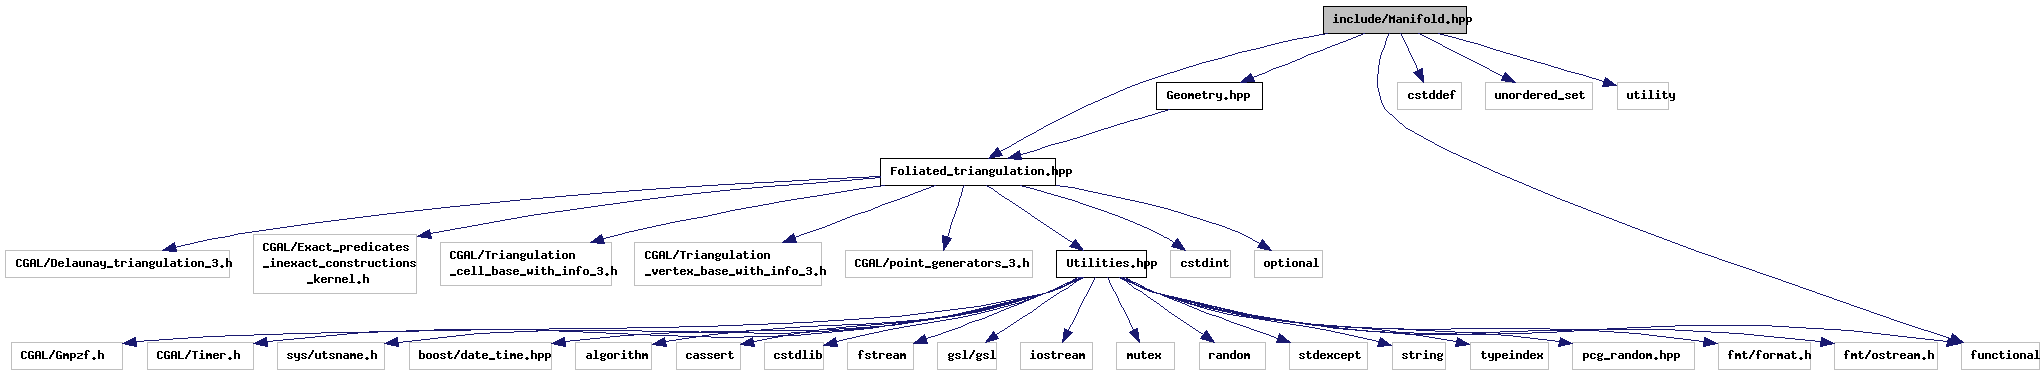 include/Manifold.hpp
Geometry.hpp
cstddef
unordered_set
utility
Foliated_triangulation.hpp
CGAL/Delaunay_triangulation_3.h
CGAL/Exact_predicates
_inexact_constructions
_kernel.h
CGAL/Triangulation
_cell_base_with_info_3.h
CGAL/Triangulation
_vertex_base_with_info_3.h
CGAL/point_generators_3.h
Utilities.hpp
cstdint
optional
CGAL/Gmpzf.h
CGAL/Timer.h
sys/utsname.h
boost/date_time.hpp
algorithm
cassert
cstdlib
fstream
gsl/gsl
iostream
mutex
random
stdexcept
string
typeindex
pcg_random.hpp
fmt/format.h
fmt/ostream.h
functional